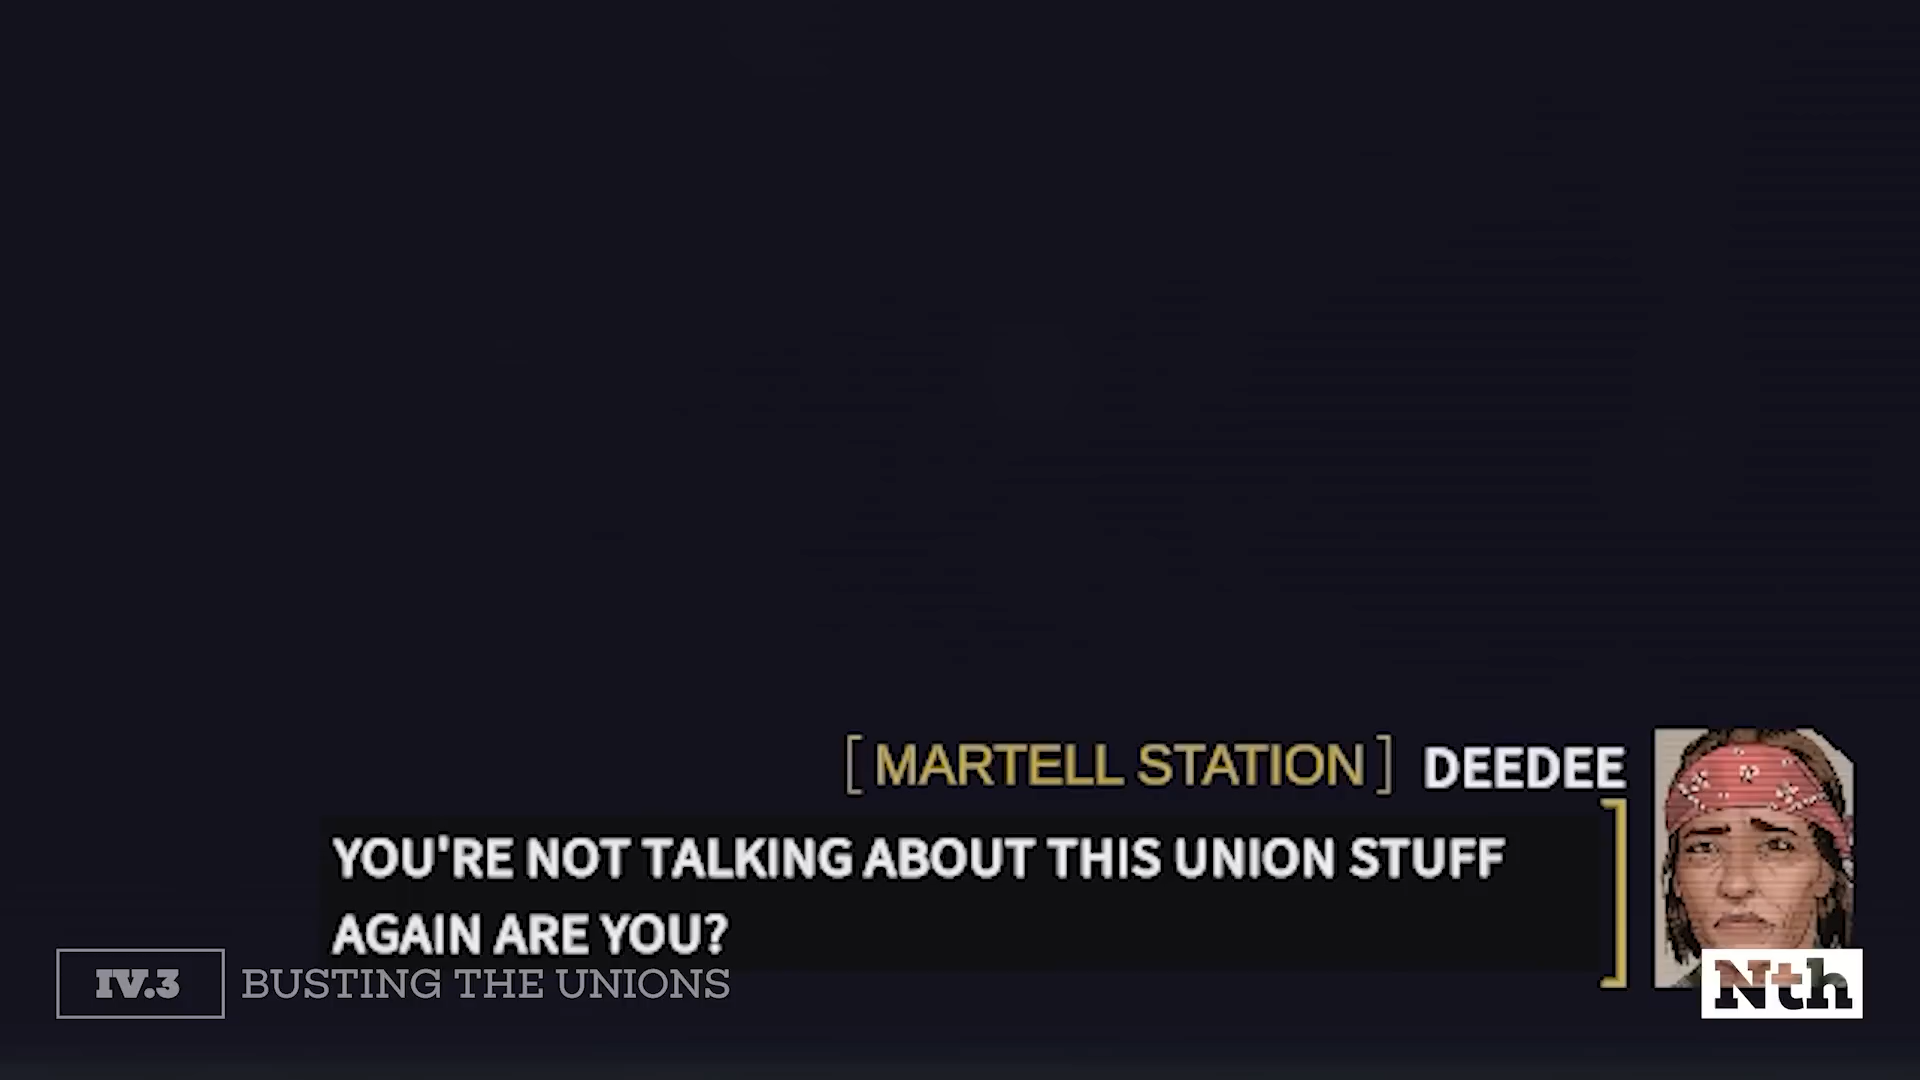 [MARTELL STATION] DEEDEE
YOU'RE NOT TALKING ABOUT THIS UNION STUFF
AGAIN ARE YOU?
IV.3 BUSTING THE UNIONS
Nth